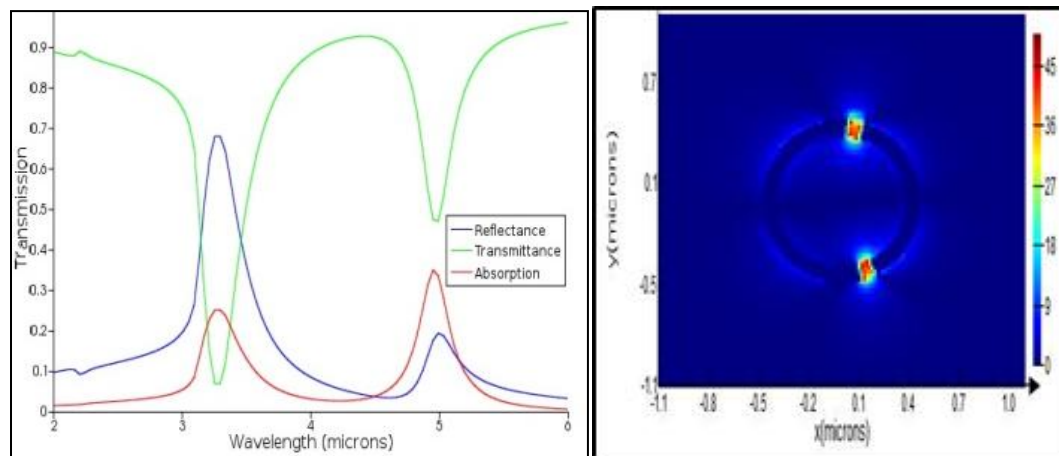 0.9
0.8
0.7
0.6
0.5
0.4
0.3
0.2
0.1
0
Transmission
2 3 4 5 6
Wavelength (microns)
Reflectance
Transmittance
Absorption
0.7
0.1
-0.5
-1.1
y(microns)
-1.1 -0.5 -0.2 0.1 0.4 0.7 1.0
x(microns)
45
36
27
18
9
0